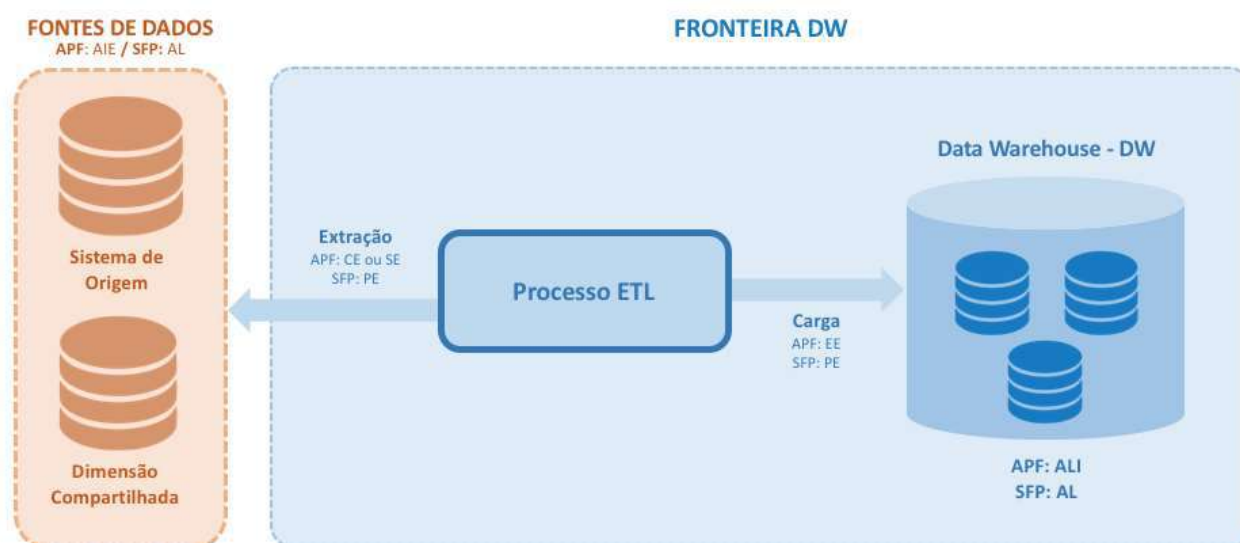 FONTES DE DADOS
APF: AIE / SFP: AL
FRONTEIRA DW
Sistema de
Origem
Dimensão
Compartilhada
Extração
APF: CE ou SE
SFP: PE
Processo ETL
Carga
APF: EE
SFP: PE
Data Warehouse - DW
APF: ALI
SFP: AL